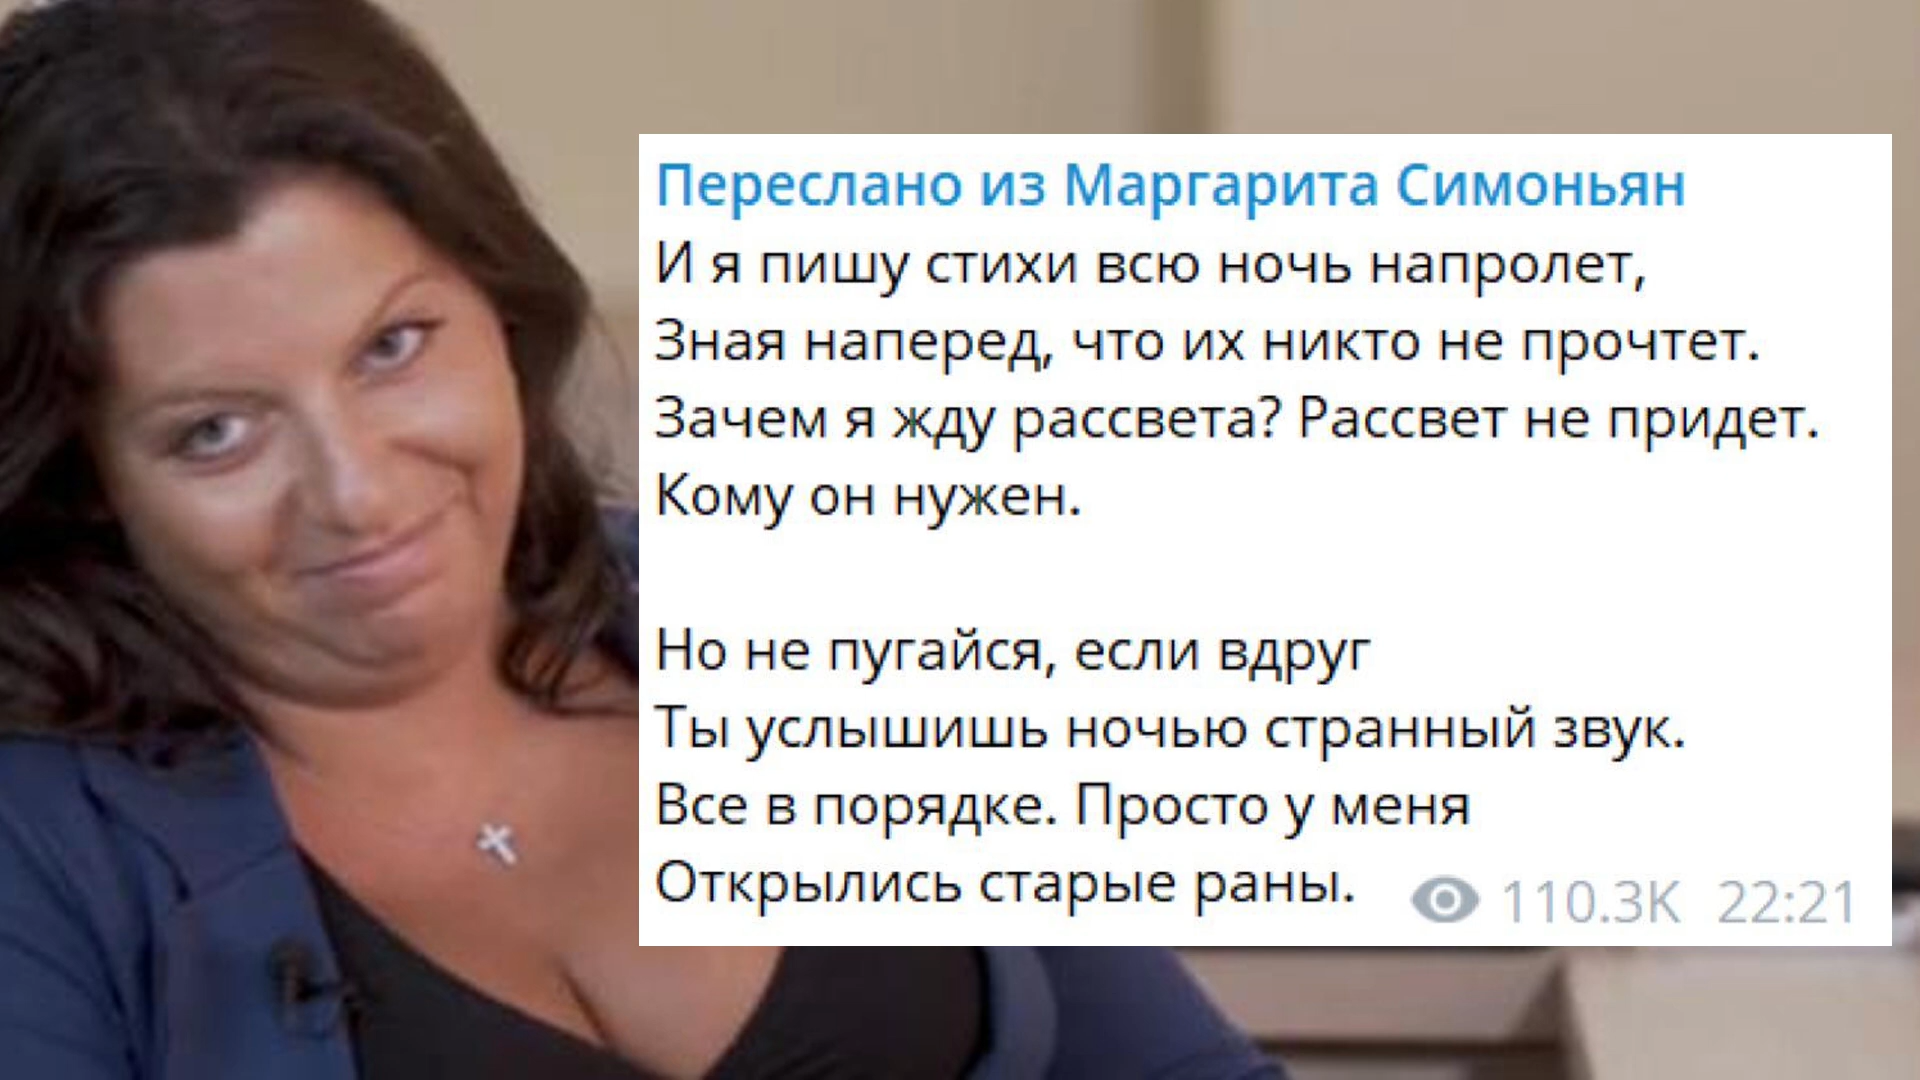 Переслано из Маргарита Симоньян
И я пишу стихи всю ночь напролет,
Зная наперед, что их никто не прочтет.
Зачем я жду рассвета? Рассвет не придет.
Кому он нужен.
Но не пугайся, если вдруг
Ты услышишь ночью странный звук.
Все в порядке. Просто у меня
Открылись старые раны.
110.3K 22:21